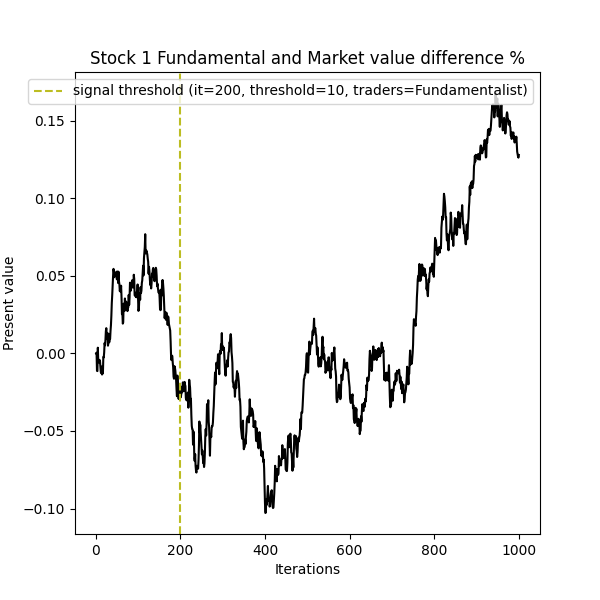 Stock 1 Fundamental and Market value difference %
signal threshold (it=200, threshold=10, traders=Fundamentalist)
0.15
0.10
0.05
0.00
−0.05
−0.10
Present value
0 200 400 600 800 1000
Iterations